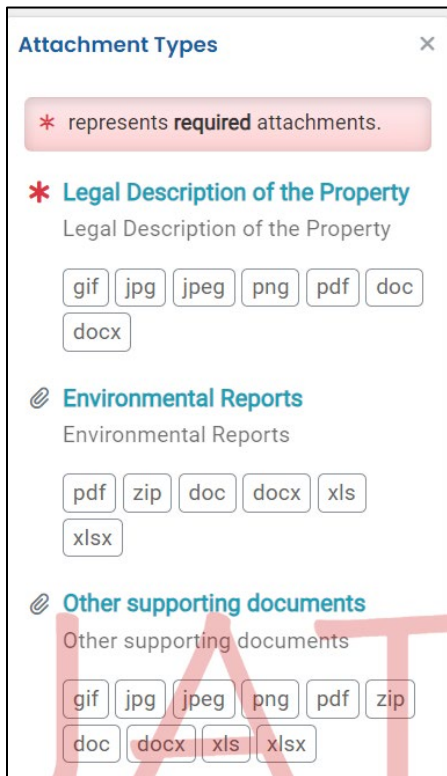 Attachment Types ×
* represents required attachments.
* Legal Description of the Property
Legal Description of the Property
gif jpg jpeg png pdf doc
docx
Environmental Reports
Environmental Reports
pdf zip doc docx xls
xlsx
Other supporting documents
Other supporting documents
gif jpg jpeg png pdf zip
doc docx xls xlsx